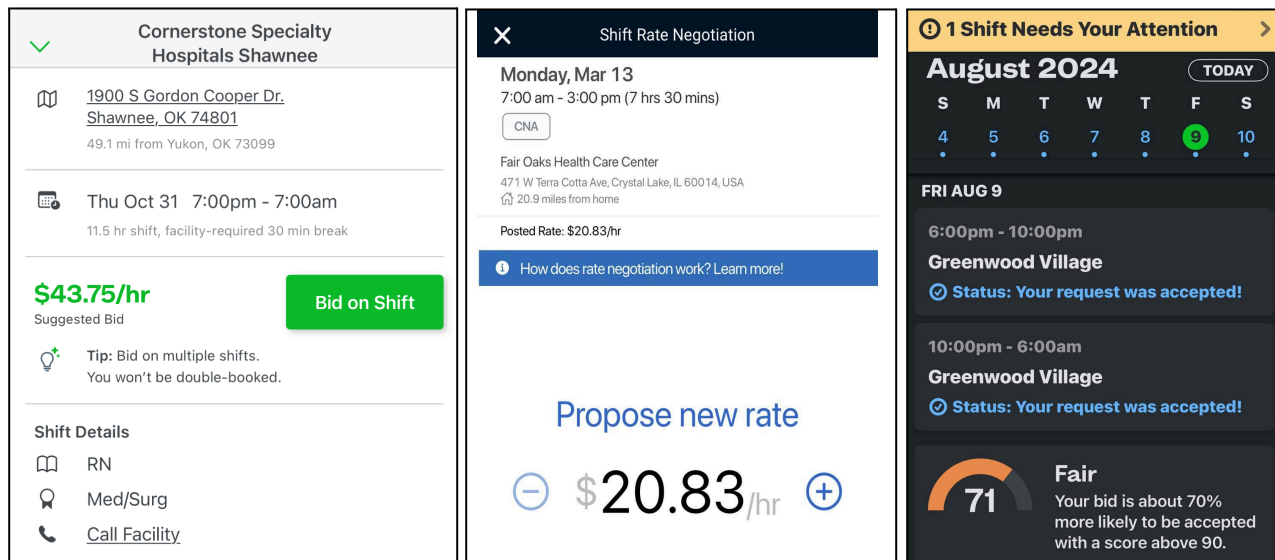 Cornerstone Specialty
Hospitals Shawnee
1900 S Gordon Cooper Dr.
Shawnee, OK 74801
49.1 mi from Yukon, OK 73099
Thu Oct 31 7:00pm - 7:00am
11.5 hr shift, facility-required 30 min break
$43.75/hr
Suggested Bid
Bid on Shift
Tip: Bid on multiple shifts.
You won't be double-booked.
Shift Details
RN
Med/Surg
Call Facility
Shift Rate Negotiation
Monday, Mar 13
7:00 am - 3:00 pm (7 hrs 30 mins)
CNA
Fair Oaks Health Care Center
471 W Terra Cotta Ave, Crystal Lake, IL 60014, USA
20.9 miles from home
Posted Rate: $20.83/hr
How does rate negotiation work? Learn more!
Propose new rate
$20.83/hr
1 Shift Needs Your Attention
August 2024
TODAY
S M T W T F S
4 5 6 7 8 9 10
FRI AUG 9
6:00pm - 10:00pm
Greenwood Village
Status: Your request was accepted!
10:00pm - 6:00am
Greenwood Village
Status: Your request was accepted!
71
Fair
Your bid is about 70%
more likely to be accepted
with a score above 90.